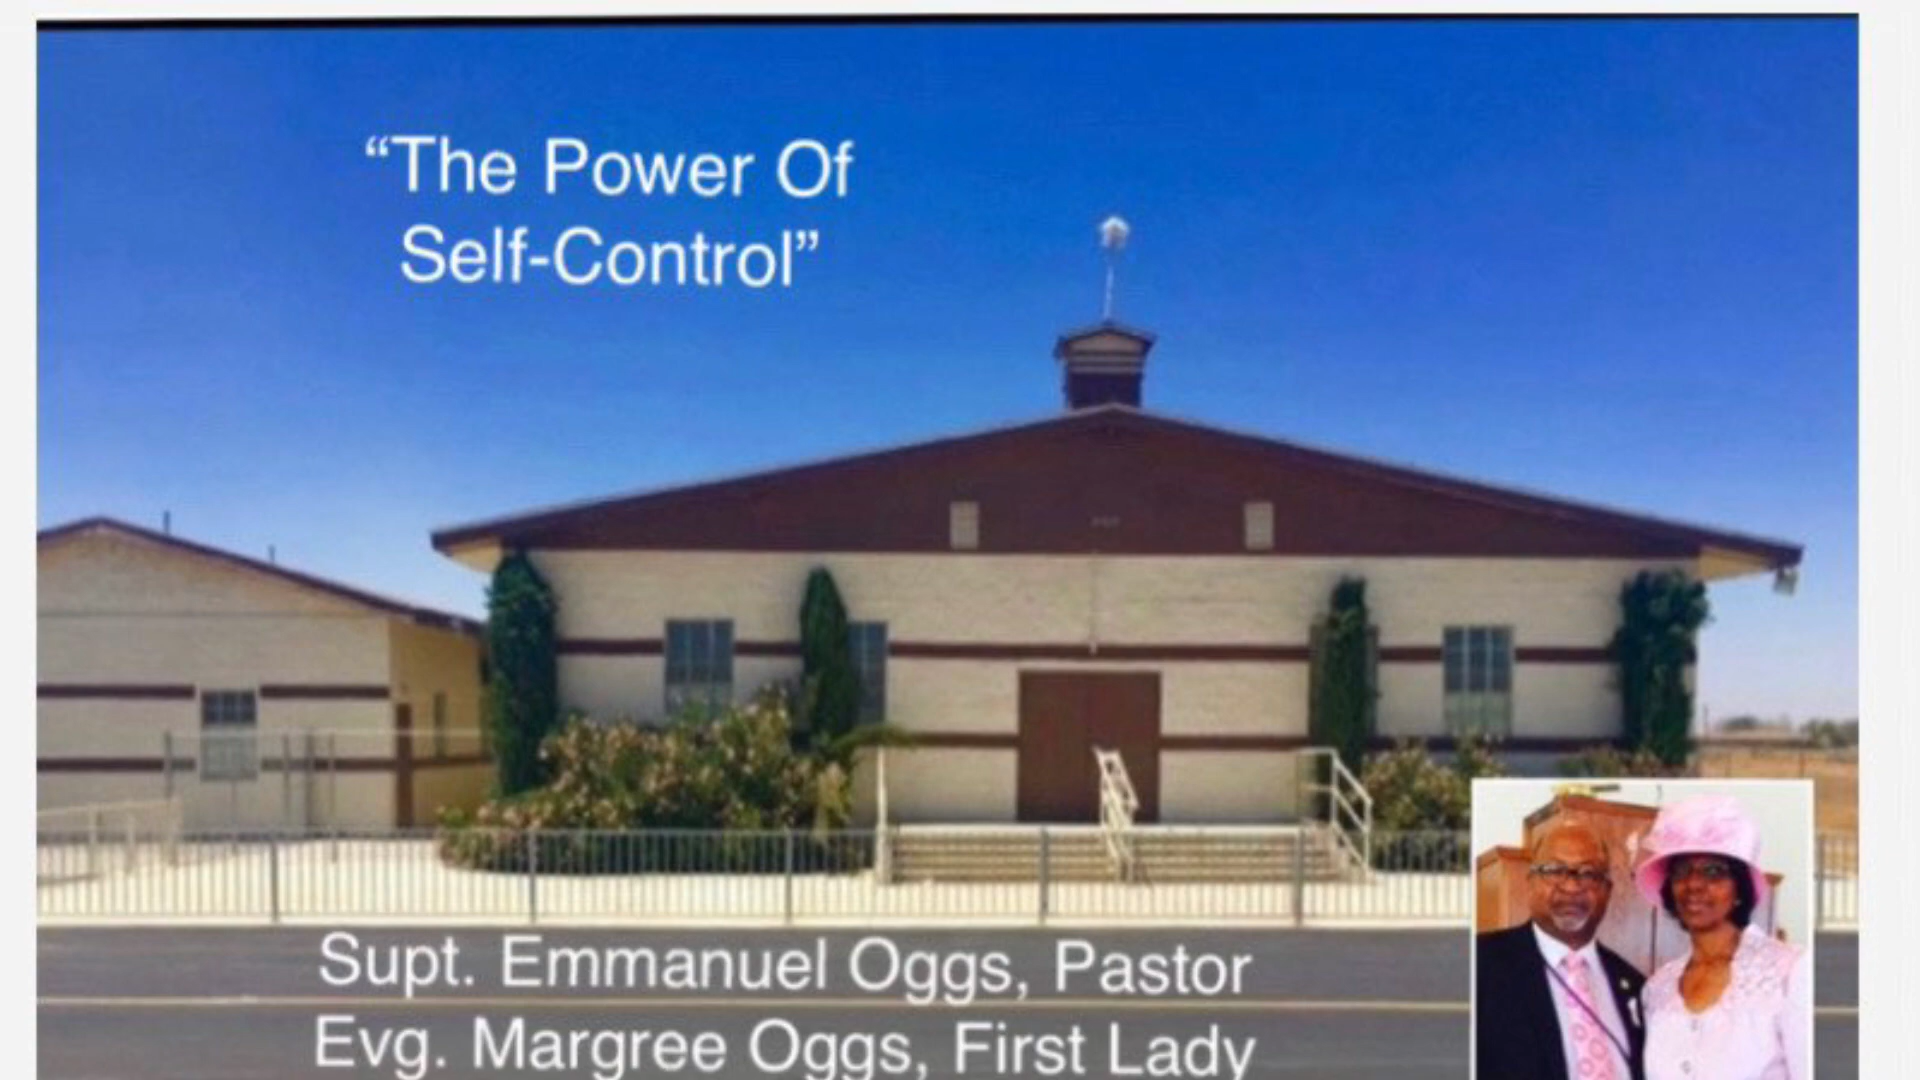 “The Power Of
Self-Control”
Supt. Emmanuel Oggs, Pastor
Evg. Margree Oggs, First Lady